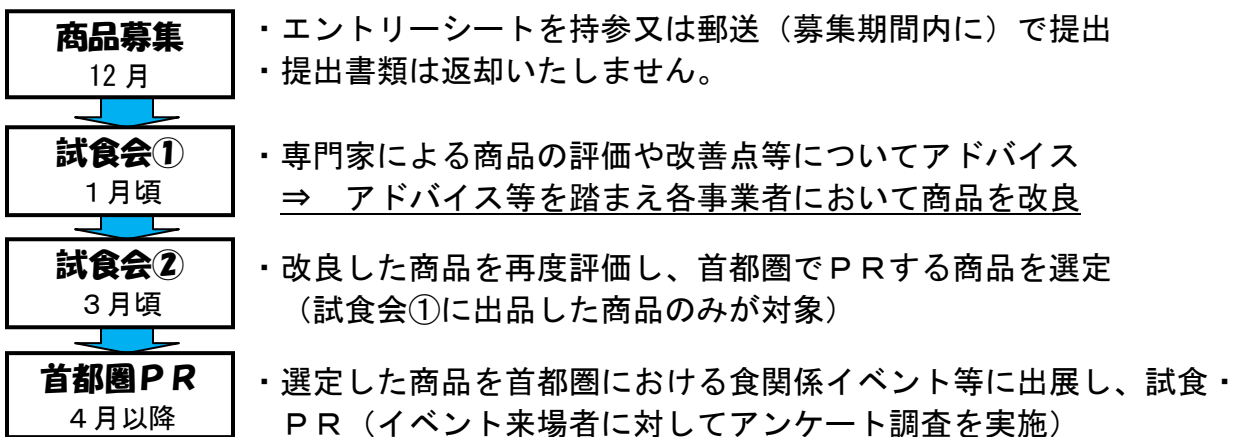 商品募集
12月
・エントリーシートを持参又は郵送（募集期間内に）で提出
・提出書類は返却いたしません。
試食会①
１月頃
・専門家による商品の評価や改善点等についてアドバイス
⇒　アドバイス等を踏まえ各事業者において商品を改良
試食会②
３月頃
・改良した商品を再度評価し、首都圏でＰＲする商品を選定
（試食会①に出品した商品のみが対象）
首都圏ＰＲ
４月以降
・選定した商品を首都圏における食関係イベント等に出展し、試食・
ＰＲ（イベント来場者に対してアンケート調査を実施）